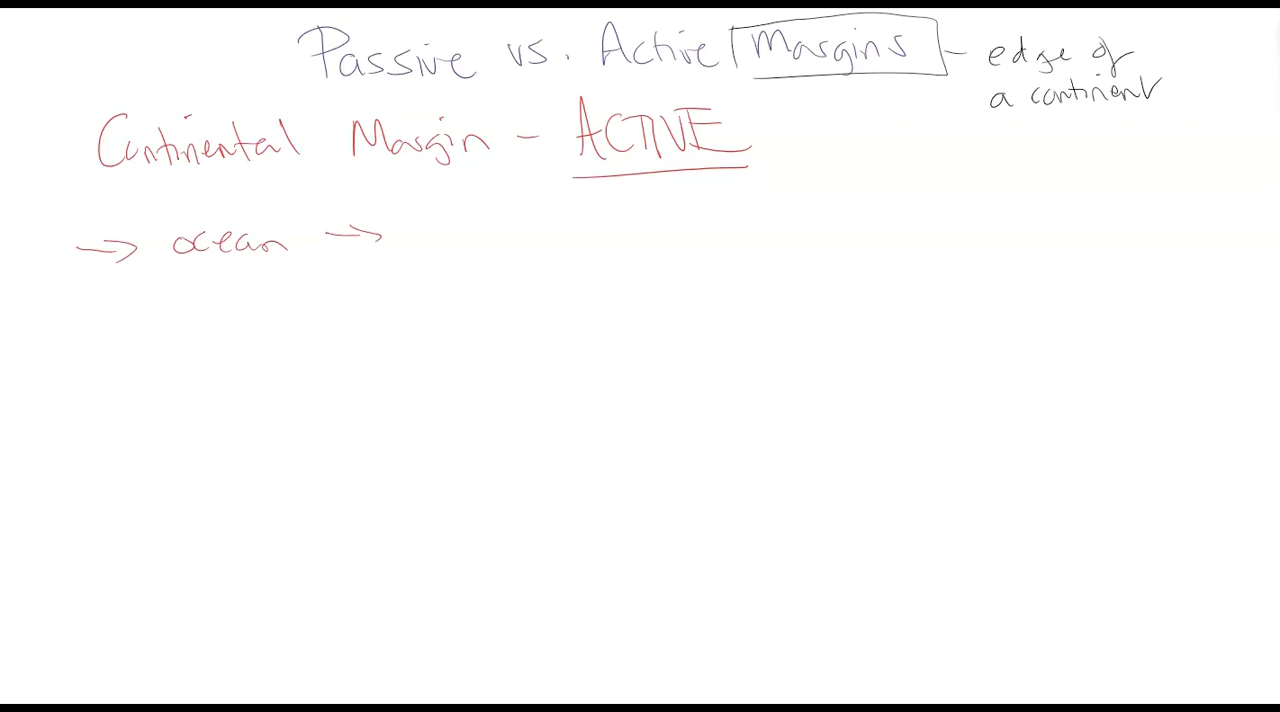 Passive vs. Active Margins - edge of
a continent
Continental Margin - ACTIVE
→ ocean →